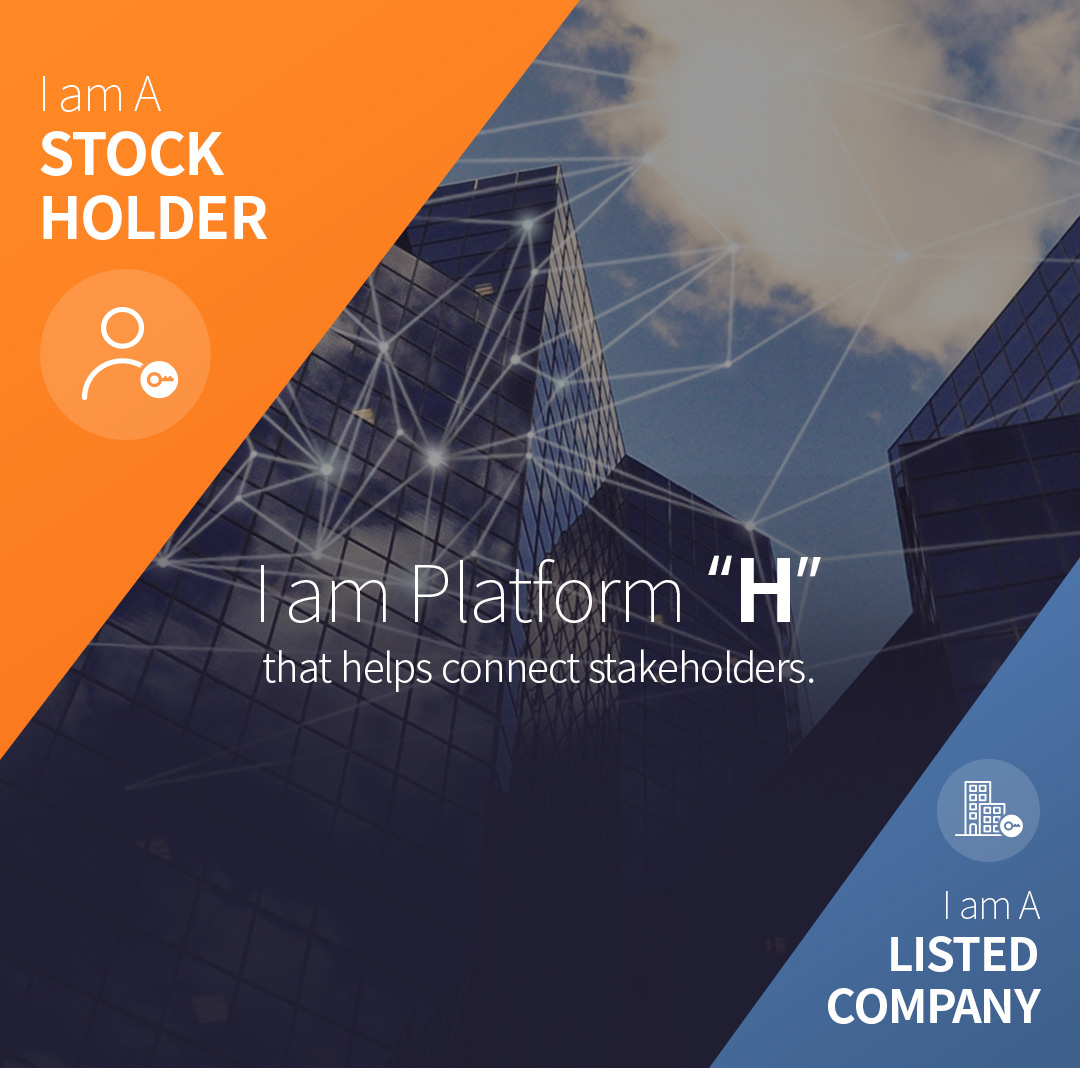 I am A
STOCK
HOLDER
I am Platform “H”
that helps connect stakeholders.
I am A
LISTED
COMPANY